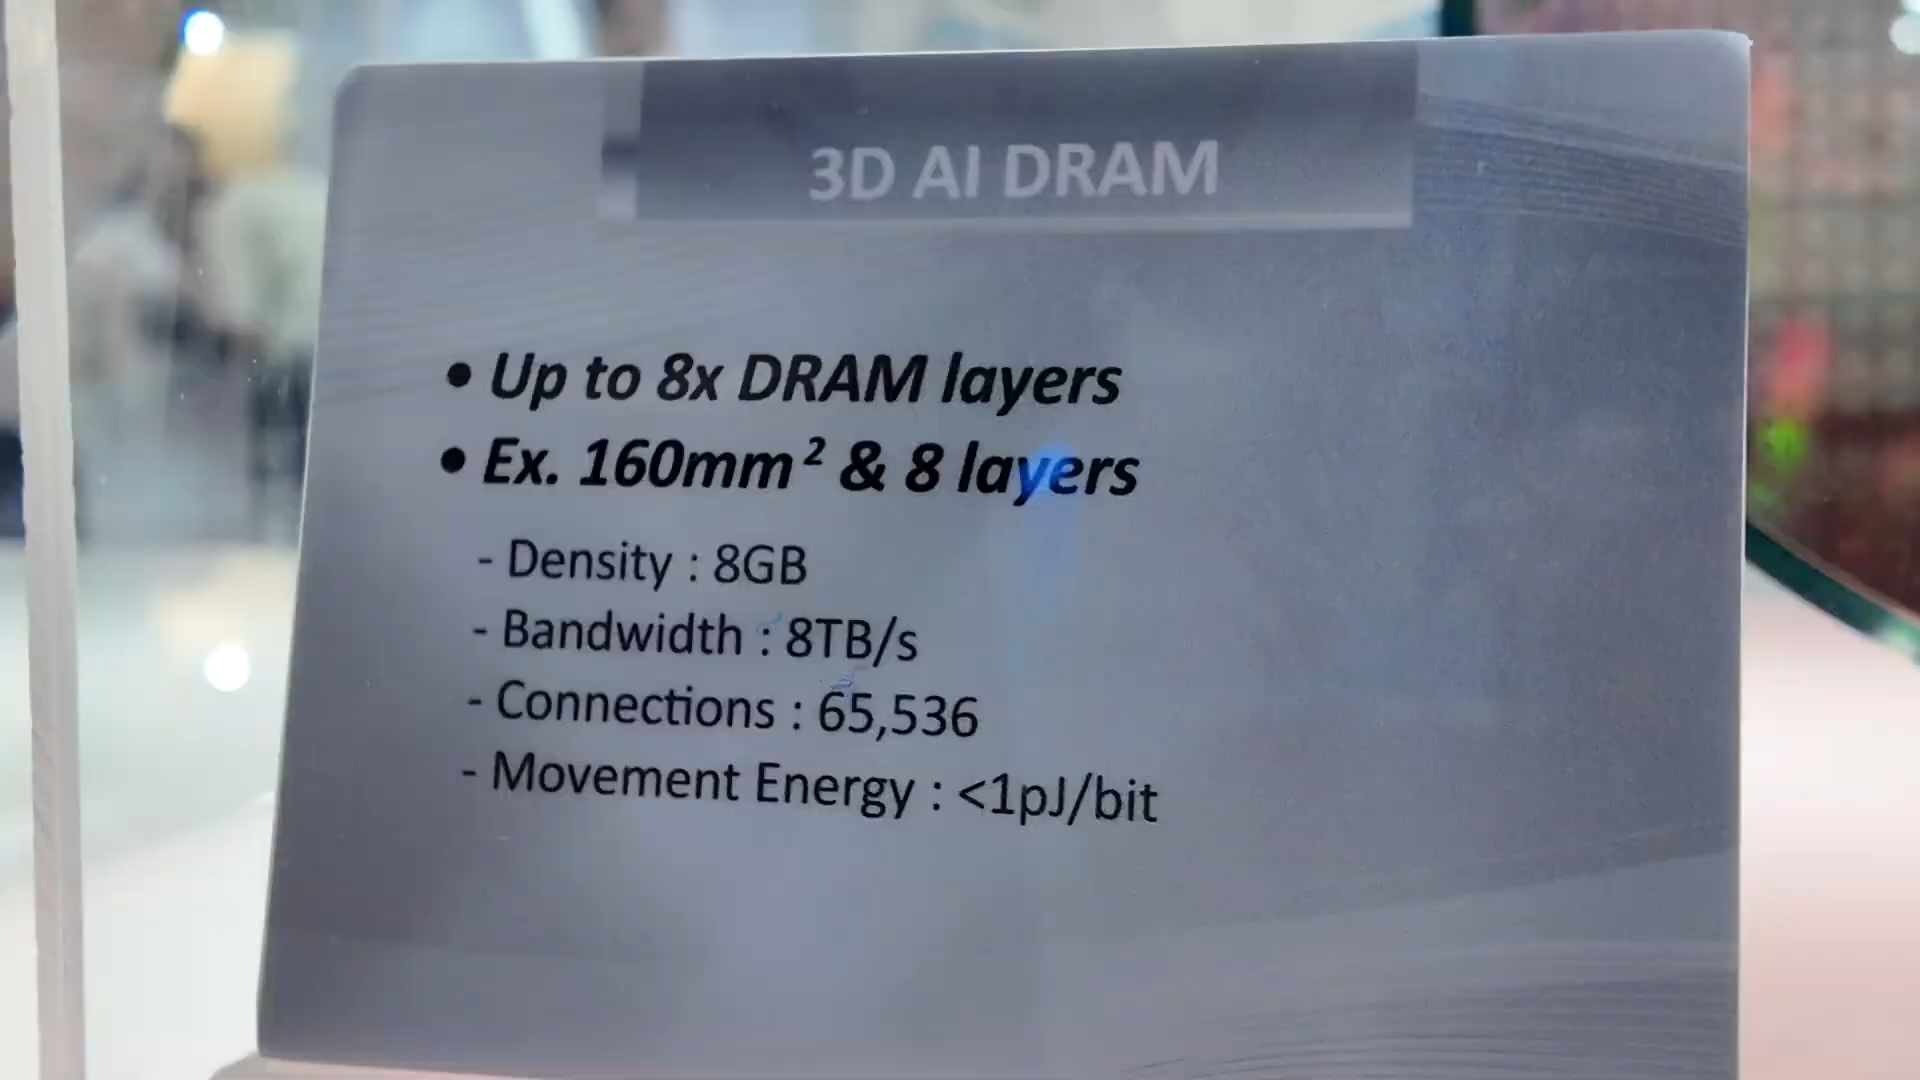 3D AI DRAM
• Up to 8x DRAM layers
• Ex. 160mm² & 8 layers
- Density : 8GB
- Bandwidth : 8TB/s
- Connections : 65,536
- Movement Energy : <1pJ/bit